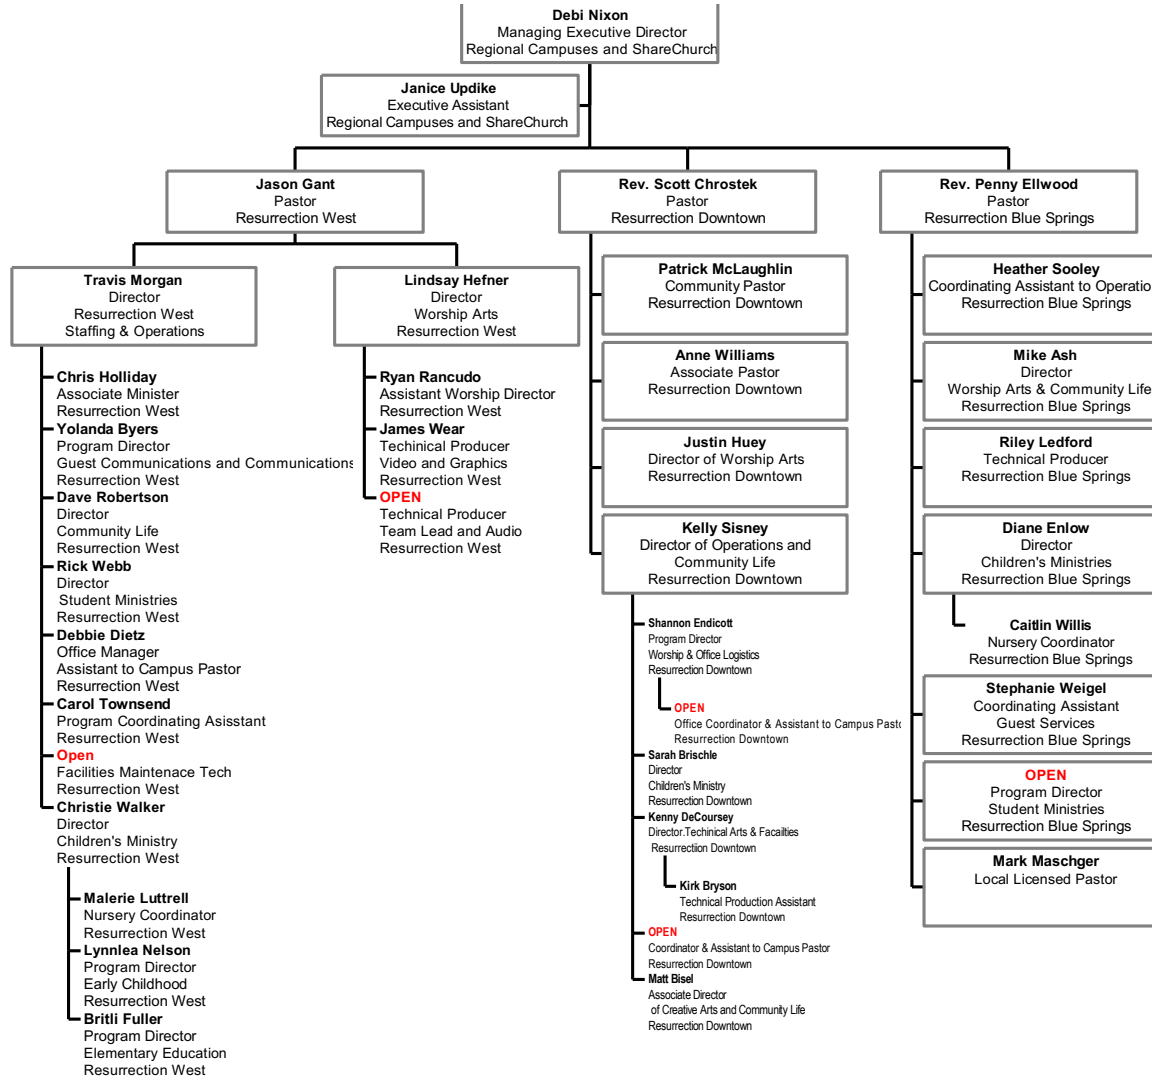 Debi Nixon
Managing Executive Director
Regional Campuses and ShareChurch
Janice Updike
Executive Assistant
Regional Campuses and ShareChurch
Jason Gant
Pastor
Resurrection West
Travis Morgan
Director
Resurrection West
Staffing & Operations
Chris Holliday
Associate Minister
Resurrection West
Yolanda Byers
Program Director
Guest Communications and Communications
Resurrection West
Dave Robertson
Director
Community Life
Resurrection West
Rick Webb
Director
Student Ministries
Resurrection West
Debbie Dietz
Office Manager
Assistant to Campus Pastor
Resurrection West
Carol Townsend
Program Coordinating Asisstant
Resurrection West
Open
Facilities Maintenace Tech
Resurrection West
Christie Walker
Director
Children's Ministry
Resurrection West
Malerie Luttrell
Nursery Coordinator
Resurrection West
Lynnlea Nelson
Program Director
Early Childhood
Resurrection West
Britli Fuller
Program Director
Elementary Education
Resurrection West
Lindsay Hefner
Director
Worship Arts
Resurrection West
Ryan Rancudo
Assistant Worship Director
Resurrection West
James Wear
Techinical Producer
Video and Graphics
Resurrection West
OPEN
Technical Producer
Team Lead and Audio
Resurrection West
Rev. Scott Chrostek
Pastor
Resurrection Downtown
Patrick McLaughlin
Community Pastor
Resurrection Downtown
Anne Williams
Associate Pastor
Resurrection Downtown
Justin Huey
Director of Worship Arts
Resurrection Downtown
Kelly Sisney
Director of Operations and
Community Life
Resurrection Downtown
Shannon Endicott
Program Director
Worship & Office Logistics
Resurrection Downtown
OPEN
Office Coordinator & Assistant to Campus Pasto
Resurrection Downtown
Sarah Brischle
Director
Children's Ministry
Resurrection Downtown
Kenny DeCoursey
Director.Techinical Arts & Facailties
Resurrectiion Downtown
Kirk Bryson
Technical Production Assistant
Resurrection Downtown
OPEN
Coordinator & Assistant to Campus Pastor
Resurrection Downtown
Matt Bisel
Associate Director
of Creative Arts and Community Life
Resurrection Downtown
Rev. Penny Ellwood
Pastor
Resurrection Blue Springs
Heather Sooley
Coordinating Assistant to Operatio
Resurrection Blue Springs
Mike Ash
Director
Worship Arts & Community Life
Resurrection Blue Springs
Riley Ledford
Technical Producer
Resurrection Blue Springs
Diane Enlow
Director
Children's Ministries
Resurrection Blue Springs
Caitlin Willis
Nursery Coordinator
Resurrection Blue Springs
Stephanie Weigel
Coordinating Assistant
Guest Services
Resurrection Blue Springs
OPEN
Program Director
Student Ministries
Resurrection Blue Springs
Mark Maschger
Local Licensed Pastor